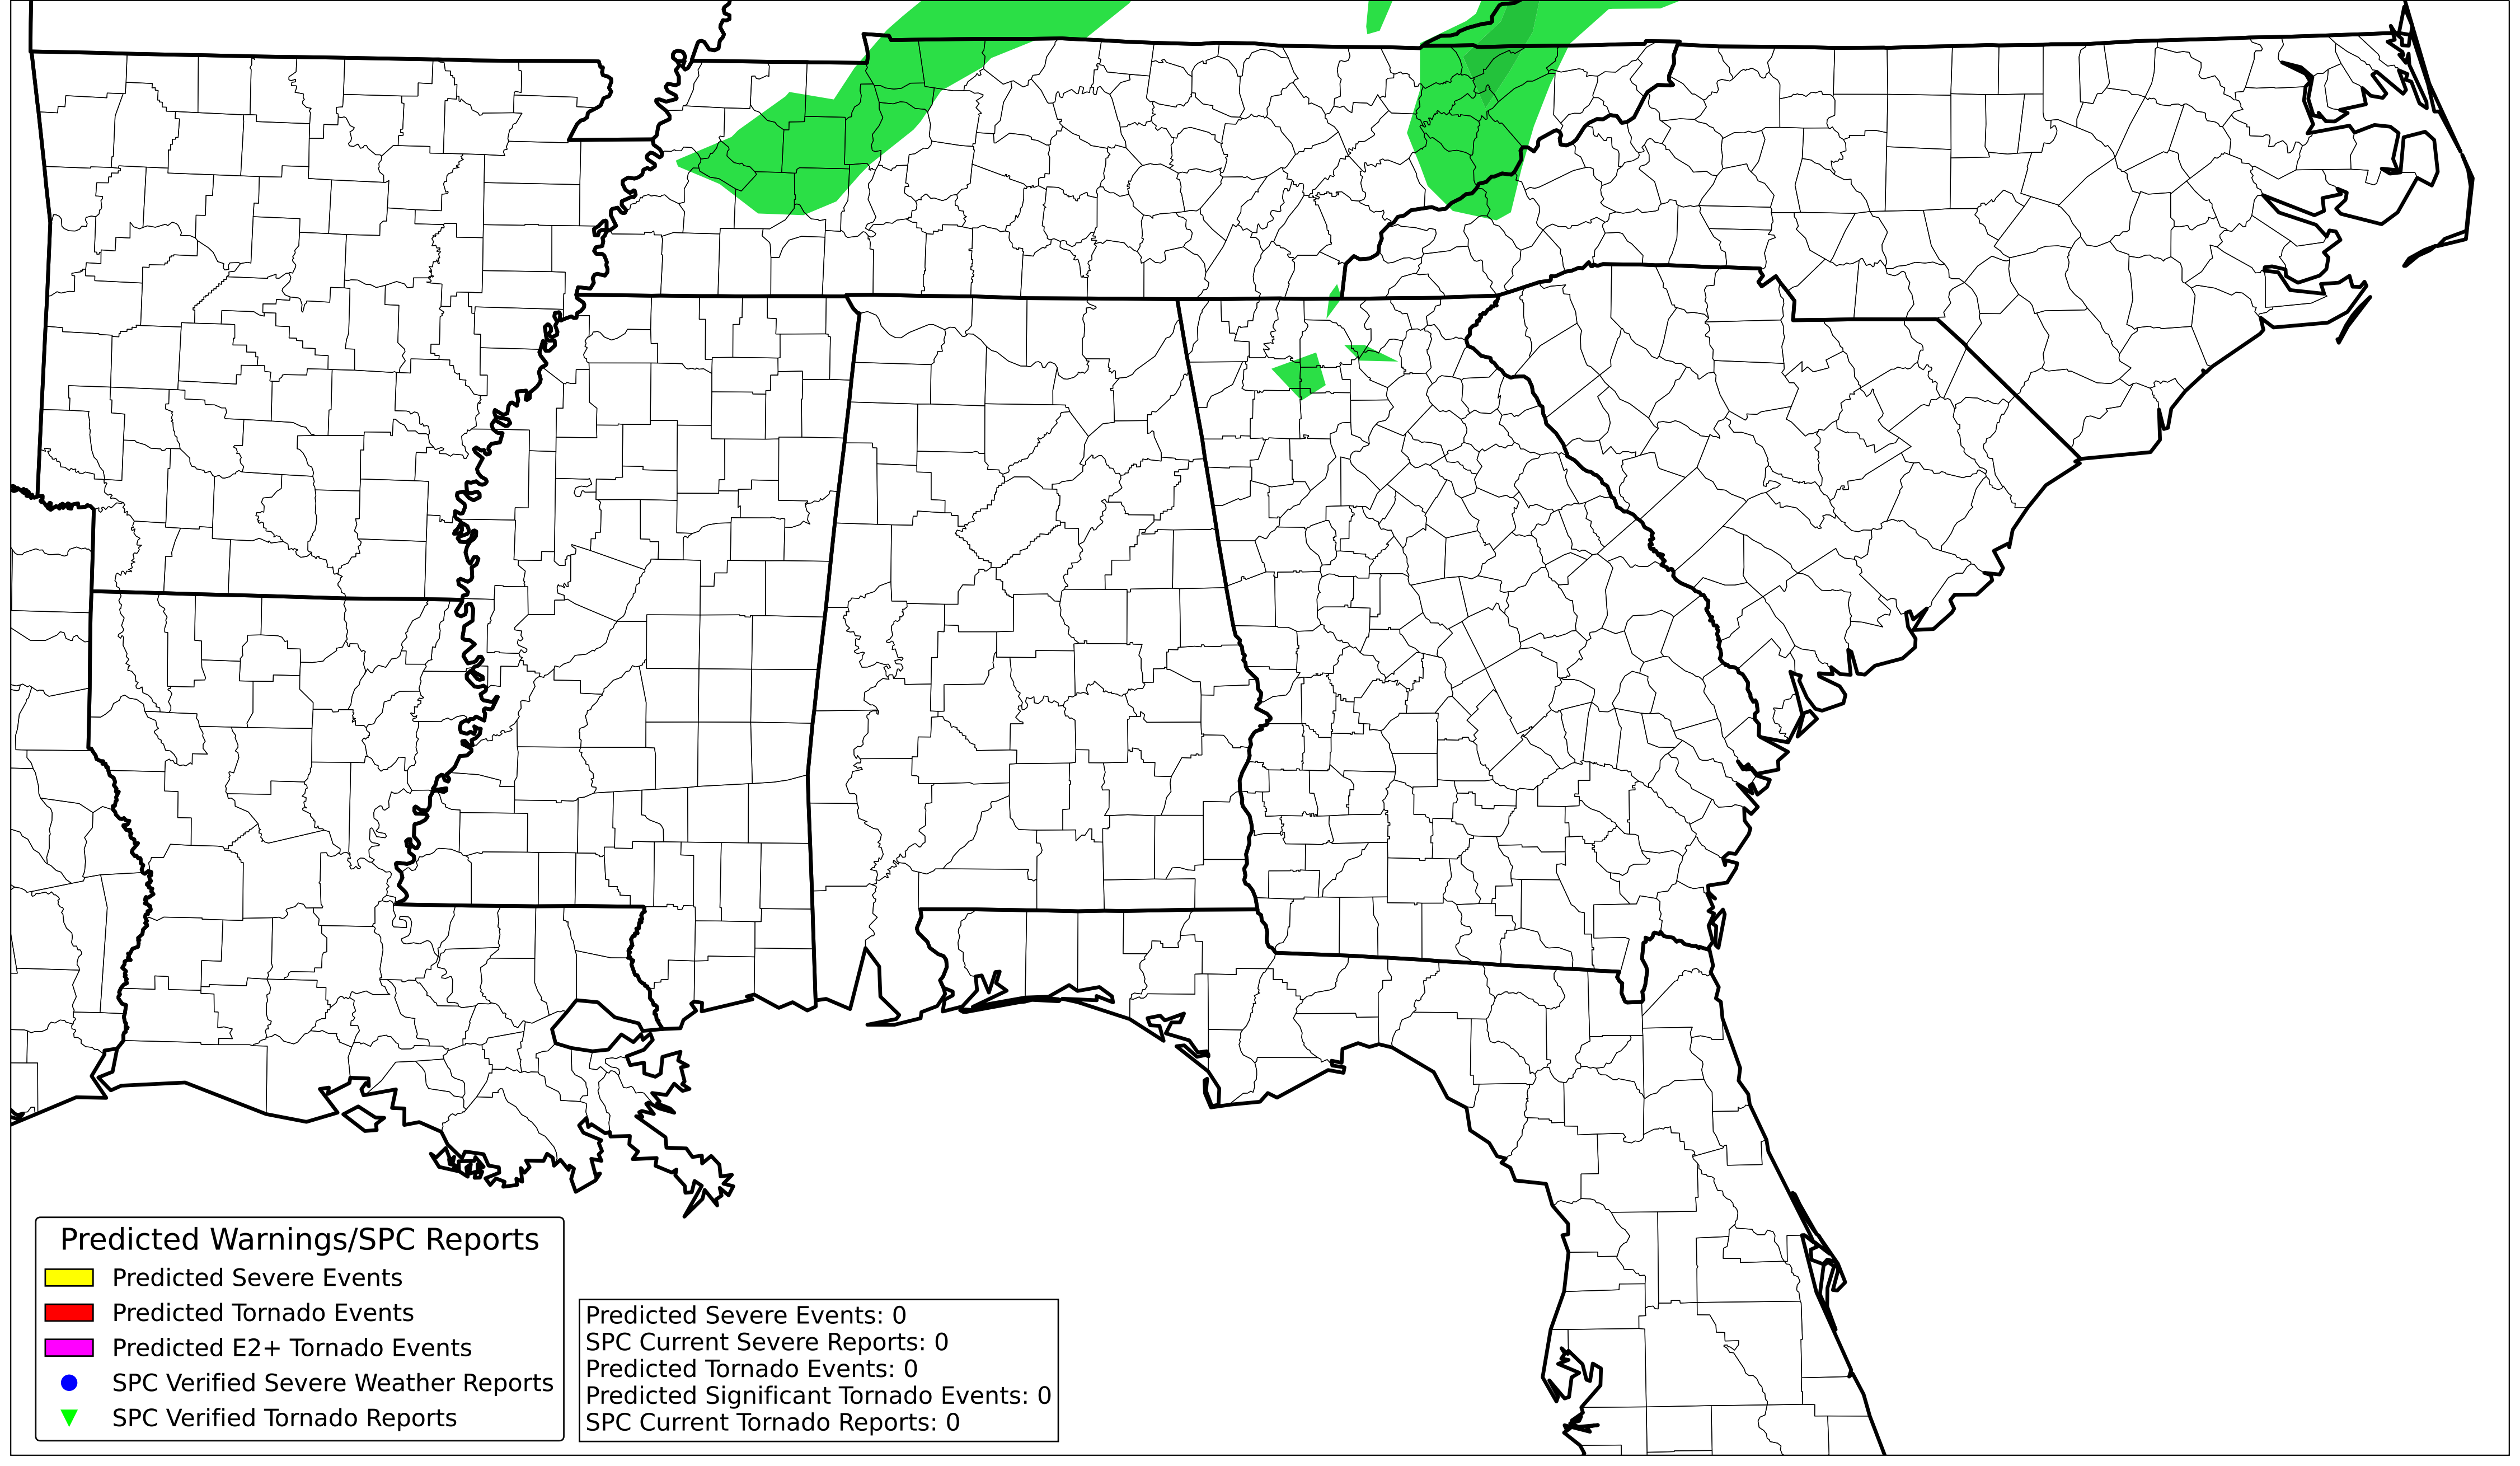 Predicted Warnings/SPC Reports
Predicted Severe Events
Predicted Tornado Events
Predicted E2+ Tornado Events
SPC Verified Severe Weather Reports
SPC Verified Tornado Reports
Predicted Severe Events: 0
SPC Current Severe Reports: 0
Predicted Tornado Events: 0
Predicted Significant Tornado Events: 0
SPC Current Tornado Reports: 0